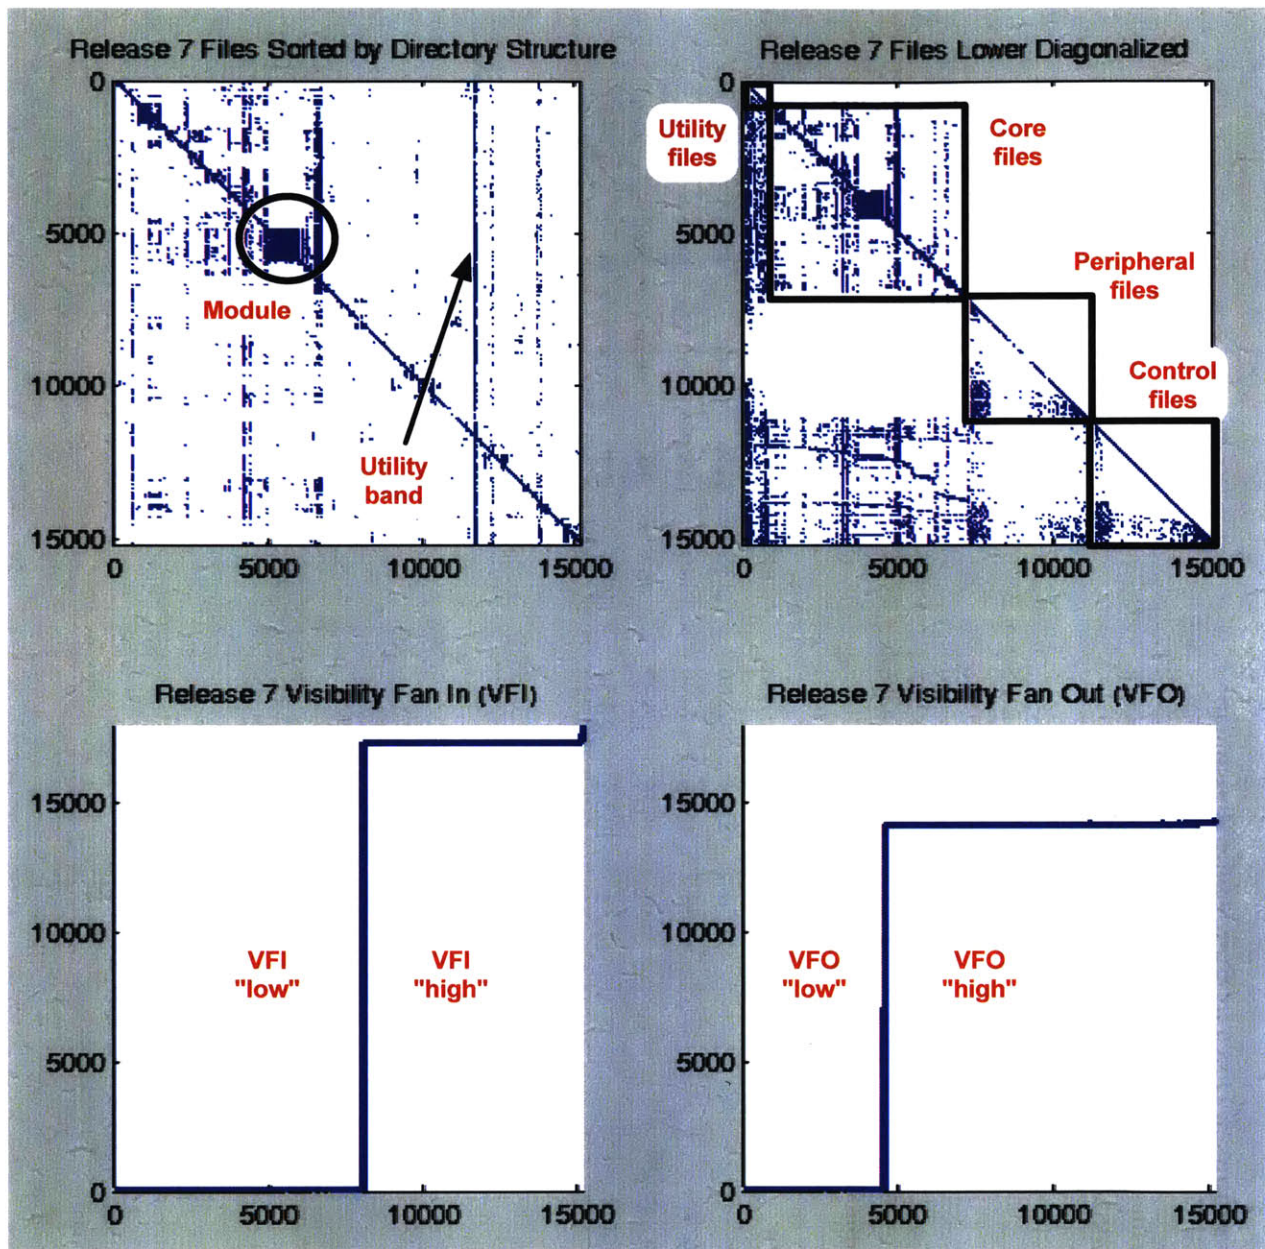 Release 7 Files Sorted by Directory Structure
0
5000
10000
15000
0
5000
10000
15000
Module
Utility
band
Release 7 Files Lower Diagonalized
0
5000
10000
15000
0
5000
10000
15000
Utility
files
Core
files
Peripheral
files
Control
files
Release 7 Visibility Fan In (VFI)
15000
10000
5000
0
0
5000
10000
15000
VFI
"low"
VFI
"high"
Release 7 Visibility Fan Out (VFO)
15000
10000
5000
0
0
5000
10000
15000
VFO
"low"
VFO
"high"